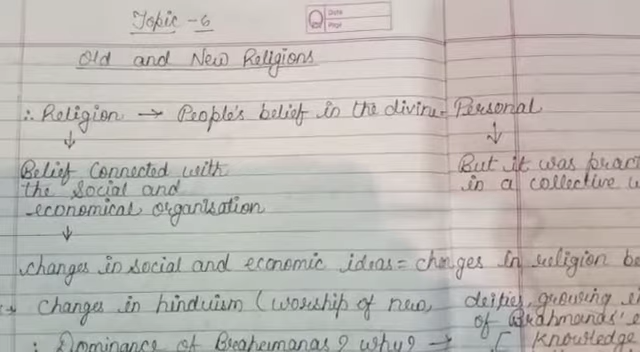 Topic - 6
Date
Page
Old and New Religions
∴ Religion → People's belief in the divine = Personal
↓ ↓
Belief Connected with
the Social and
economical organisation
But it was
in a collective
↓
changes in social and economic ideas = changes in religion
→ Changes in hinduism (worship of new, deities, growing
of Brahmanas'
: Dominance of Brahemanas? why? → [ knowledge